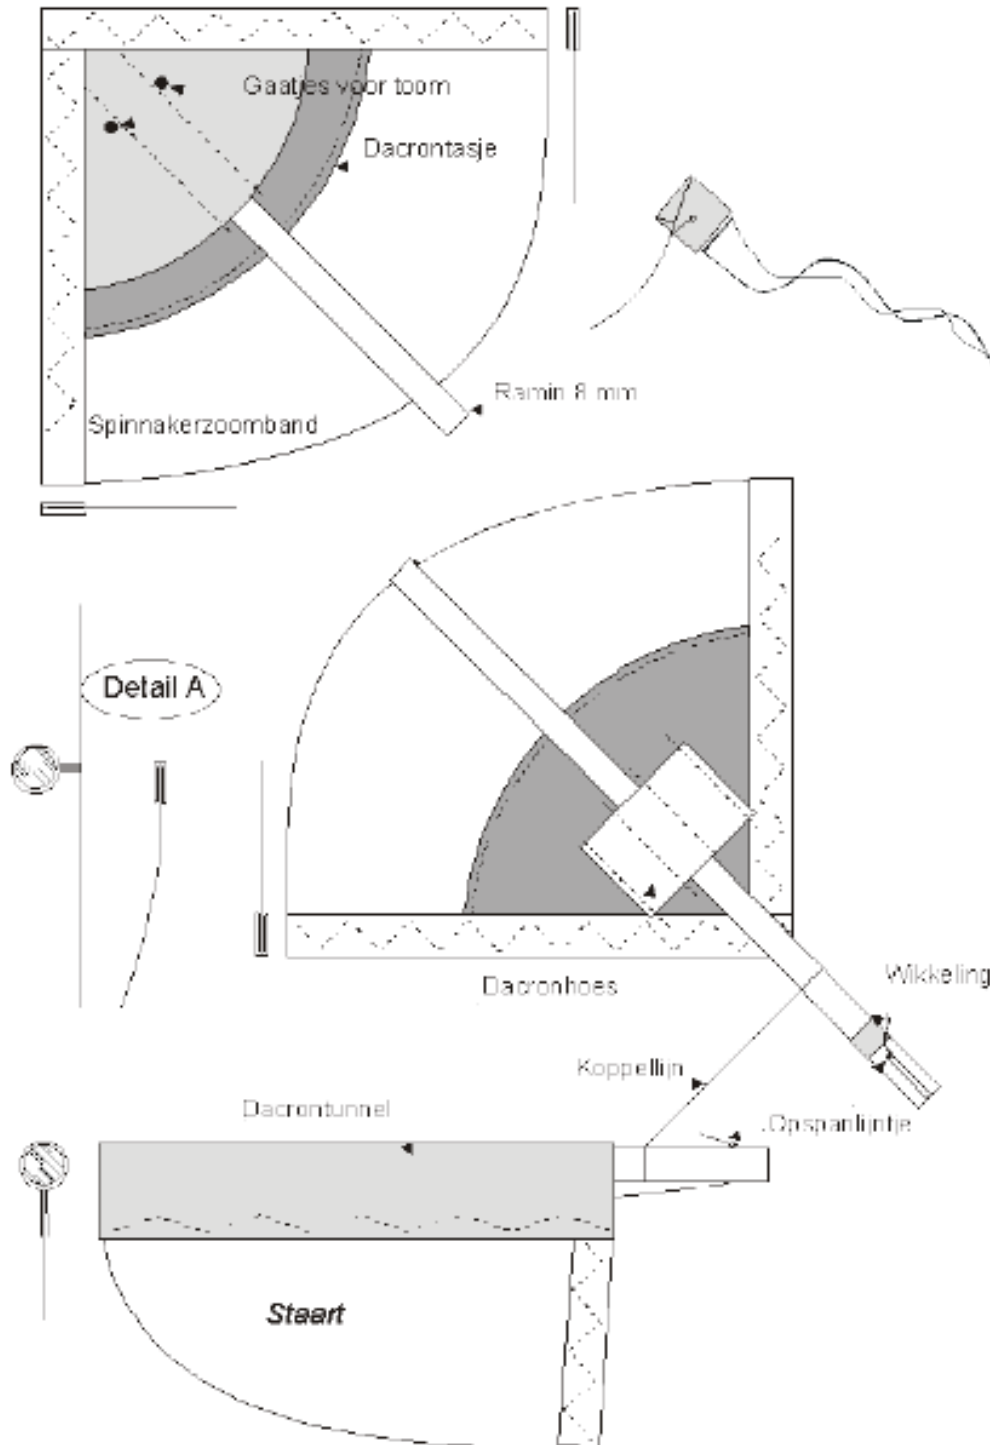 Gaatjes voor toom
Dacrontasje
Ramin 8 mm
Spinnakerzoomband
Detail A
Dacronhoes
Wikkeling
Koppellijn
Dacrontunnel
Opspanlijntje
Staart